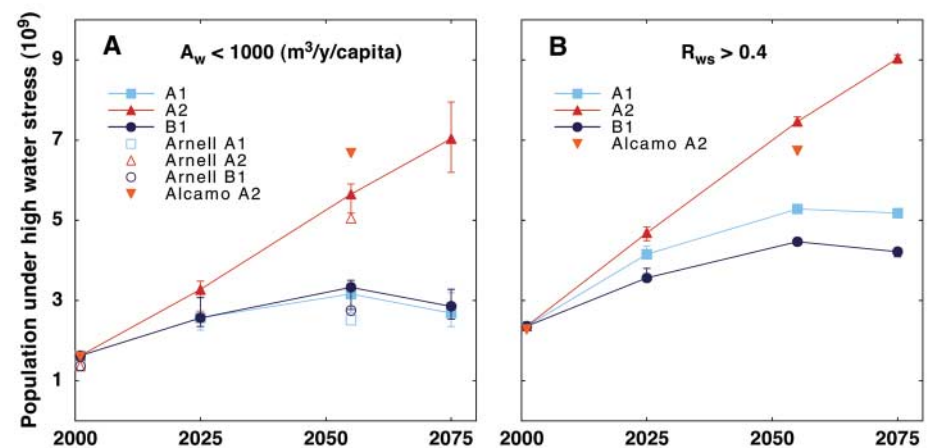 Population under high water stress (10⁹)
A
A_w < 1000 (m³/y/capita)
9
7
5
3
1
A1
A2
B1
Arnell A1
Arnell A2
Arnell B1
Alcamo A2
2000 2025 2050 2075
B
R_ws > 0.4
A1
A2
B1
Alcamo A2
2000 2025 2050 2075